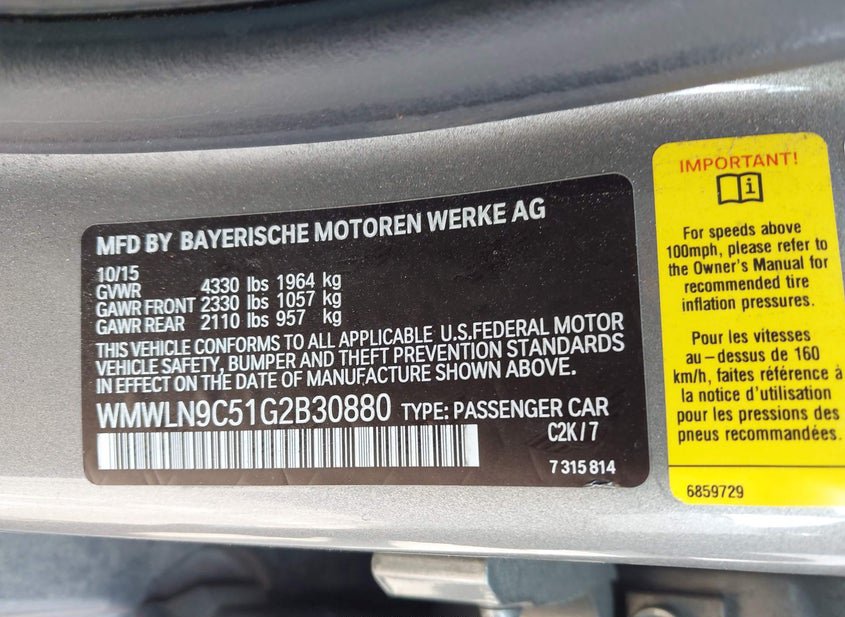 MFD BY BAYERISCHE MOTOREN WERKE AG
10/15
GVWR 4330 lbs 1964 kg
GAWR FRONT 2330 lbs 1057 kg
GAWR REAR 2110 lbs 957 kg
THIS VEHICLE CONFORMS TO ALL APPLICABLE U.S.FEDERAL MOTOR
VEHICLE SAFETY, BUMPER AND THEFT PREVENTION STANDARDS
IN EFFECT ON THE DATE OF MANUFACTURE SHOWN ABOVE.
WMWLN9C51G2B30880 TYPE: PASSENGER CAR
C2K / 7
7 315 814
IMPORTANT!
For speeds above
100mph, please refer to
the Owner's Manual for
recommended tire
inflation pressures.
Pour les vitesses
au-dessus de 160
km/h, faites référence à
la notice d'utilisation
pour les pressions des
pneus recommandées.
6859729